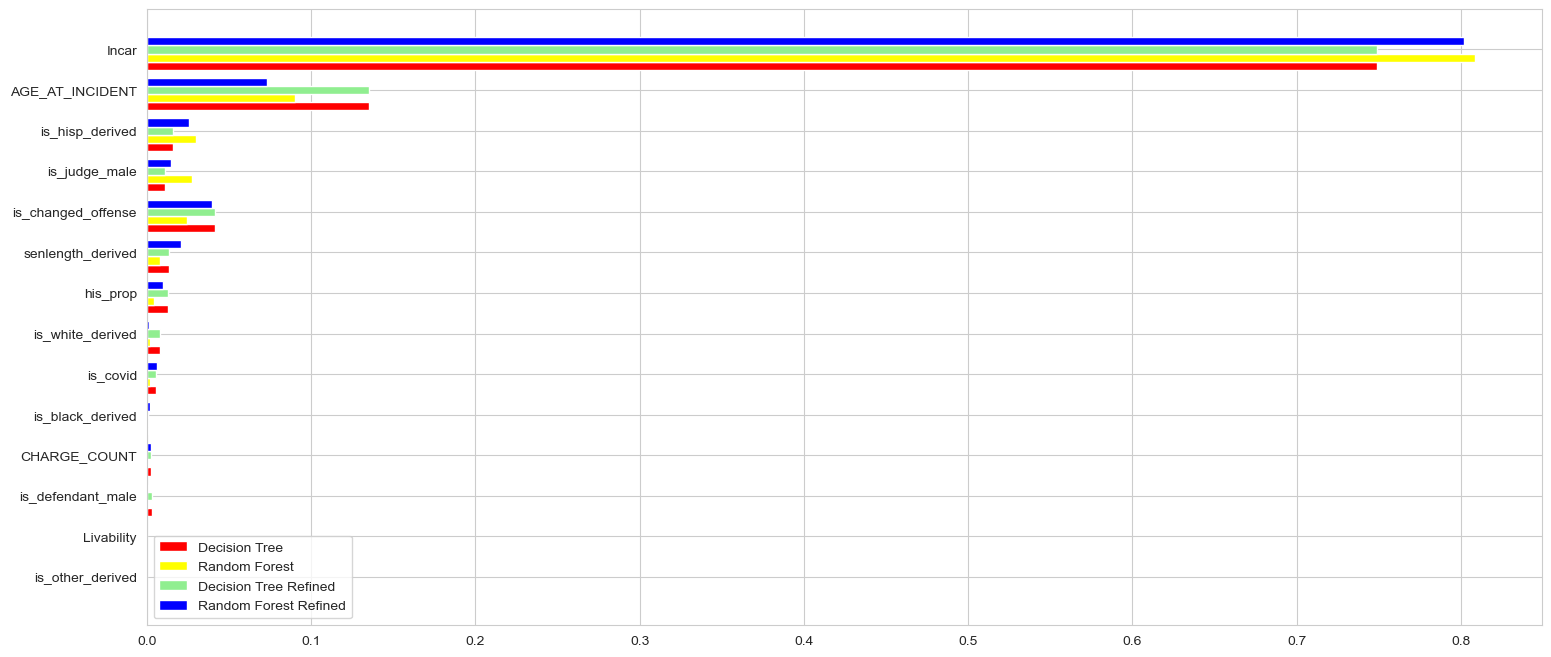 Incar
AGE_AT_INCIDENT
is_hisp_derived
is_judge_male
is_changed_offense
senlength_derived
his_prop
is_white_derived
is_covid
is_black_derived
CHARGE_COUNT
is_defendant_male
Livability
is_other_derived
Decision Tree
Random Forest
Decision Tree Refined
Random Forest Refined
0.0 0.1 0.2 0.3 0.4 0.5 0.6 0.7 0.8